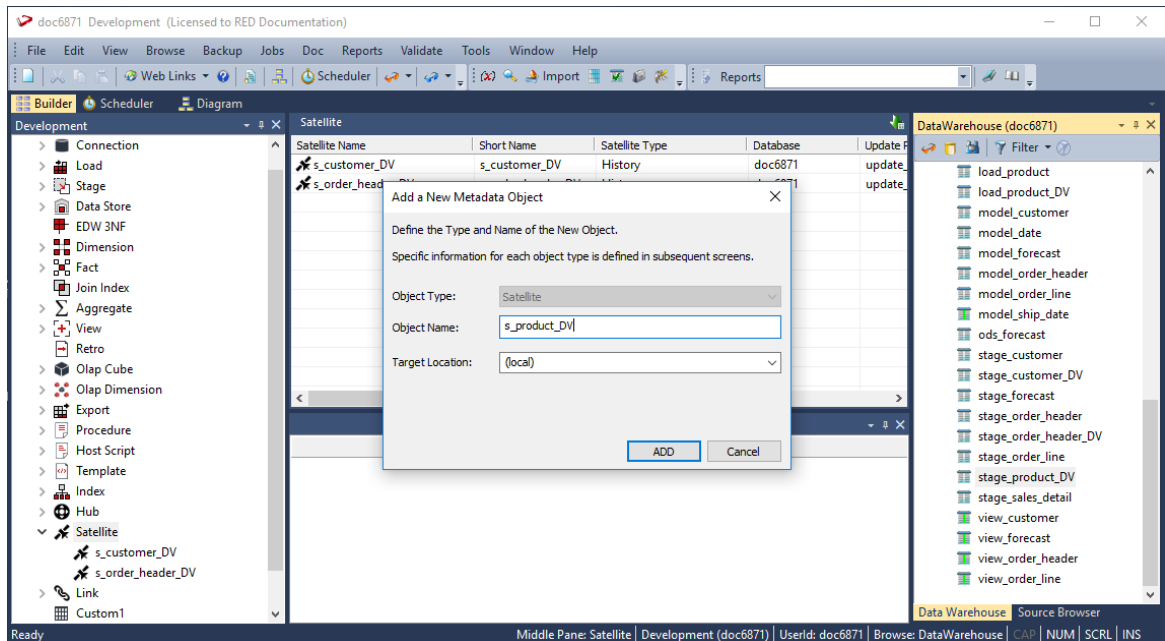 doc6871 Development (Licensed to RED Documentation)
File Edit View Browse Backup Jobs Doc Reports Validate Tools Window Help
Web Links Scheduler (x) Import Reports
Builder Scheduler Diagram
Development
Connection
Load
Stage
Data Store
EDW 3NF
Dimension
Fact
Join Index
Aggregate
View
Retro
Olap Cube
Olap Dimension
Export
Procedure
Host Script
Template
Index
Hub
Satellite
s_customer_DV
s_order_header_DV
Link
Custom1
Satellite
Satellite Name Short Name Satellite Type Database
s_customer_DV s_customer_DV History doc6871 update_
s_order_head update_
Add a New Metadata Object
Define the Type and Name of the New Object.
Specific information for each object type is defined in subsequent screens.
Object Type: Satellite
Object Name: s_product_DV
Target Location: (local)
ADD Cancel
DataWarehouse (doc6871)
Filter
load_product
load_product_DV
model_customer
model_date
model_forecast
model_order_header
model_order_line
model_ship_date
ods_forecast
stage_customer
stage_customer_DV
stage_forecast
stage_order_header
stage_order_header_DV
stage_order_line
stage_product_DV
stage_sales_detail
view_customer
view_forecast
view_order_header
view_order_line
Data Warehouse Source Browser
Ready Middle Pane: Satellite Development (doc6871) UserId: doc6871 Browse: DataWarehouse CAP NUM SCRL INS